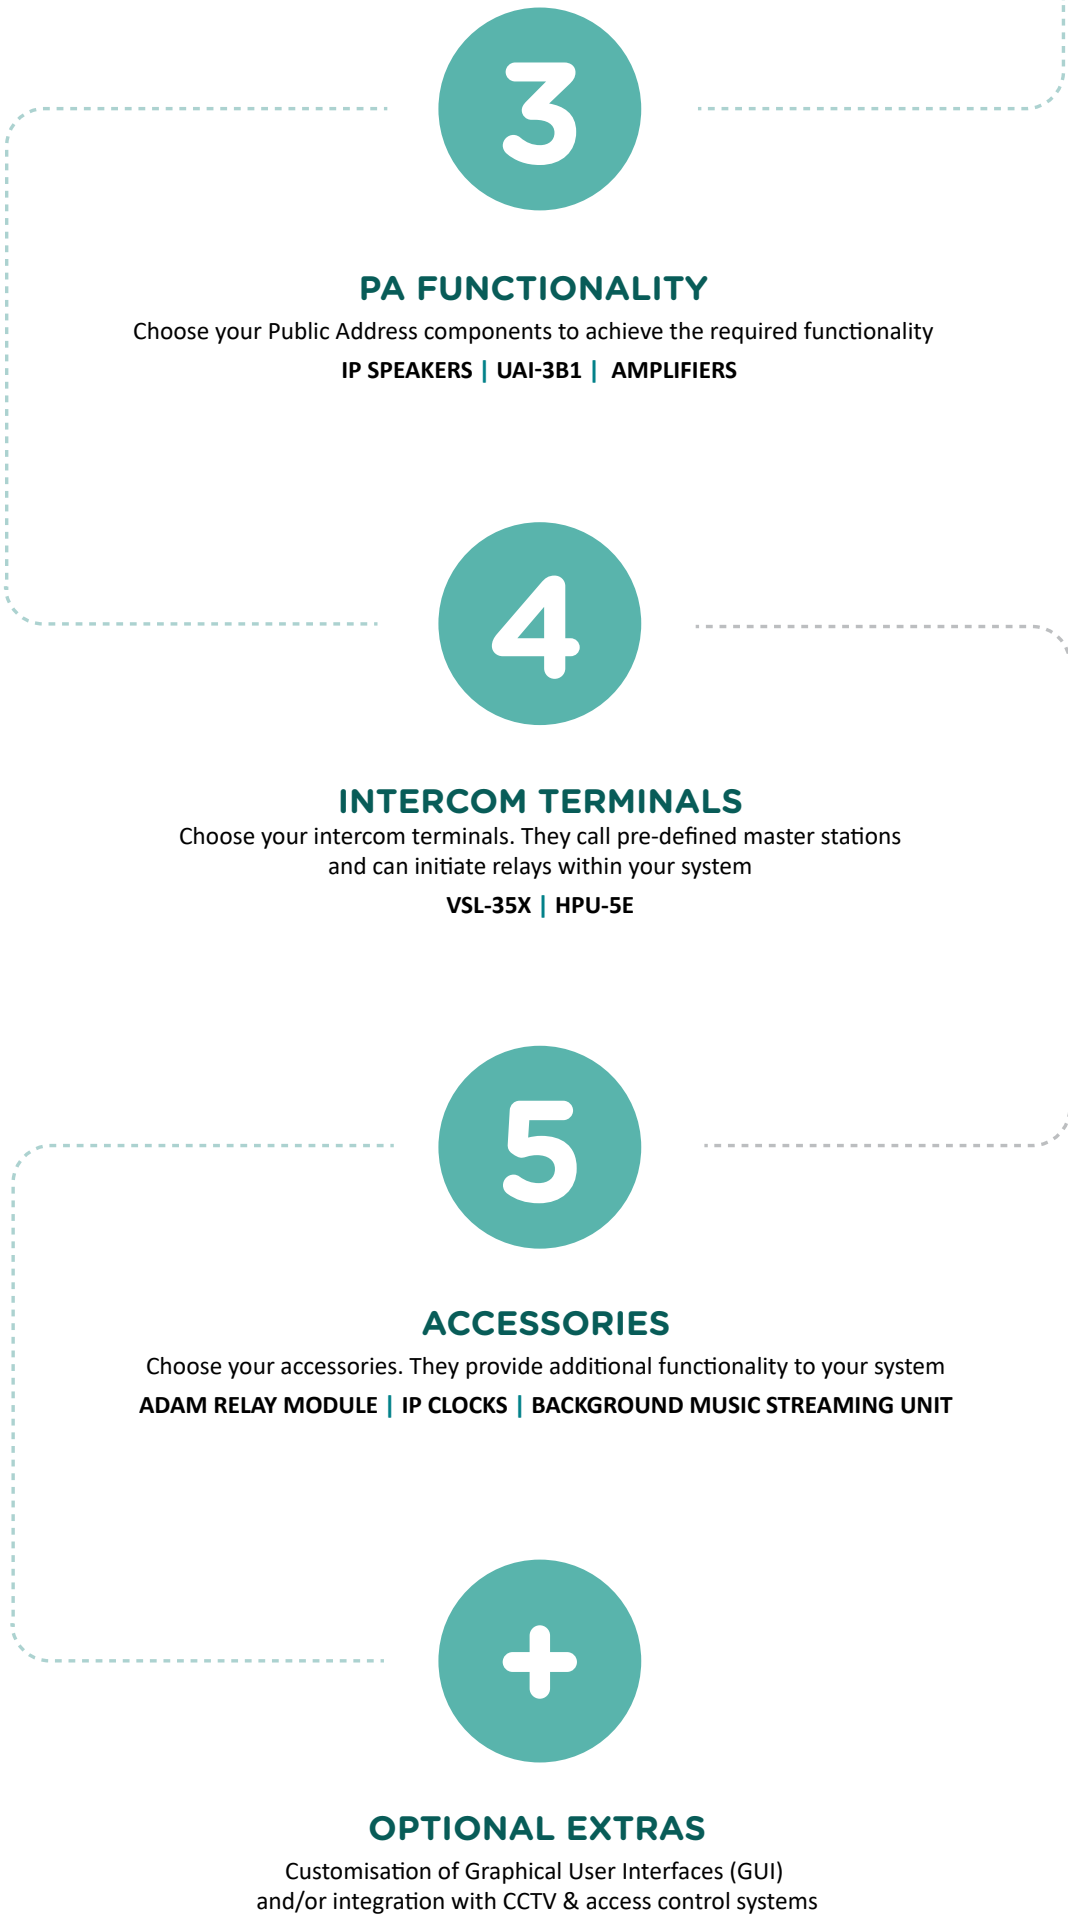 3
PA FUNCTIONALITY
Choose your Public Address components to achieve the required functionality
IP SPEAKERS | UAI-3B1 | AMPLIFIERS
4
INTERCOM TERMINALS
Choose your intercom terminals. They call pre-defined master stations
and can initiate relays within your system
VSL-35X | HPU-5E
5
ACCESSORIES
Choose your accessories. They provide additional functionality to your system
ADAM RELAY MODULE | IP CLOCKS | BACKGROUND MUSIC STREAMING UNIT
+
OPTIONAL EXTRAS
Customisation of Graphical User Interfaces (GUI)
and/or integration with CCTV & access control systems